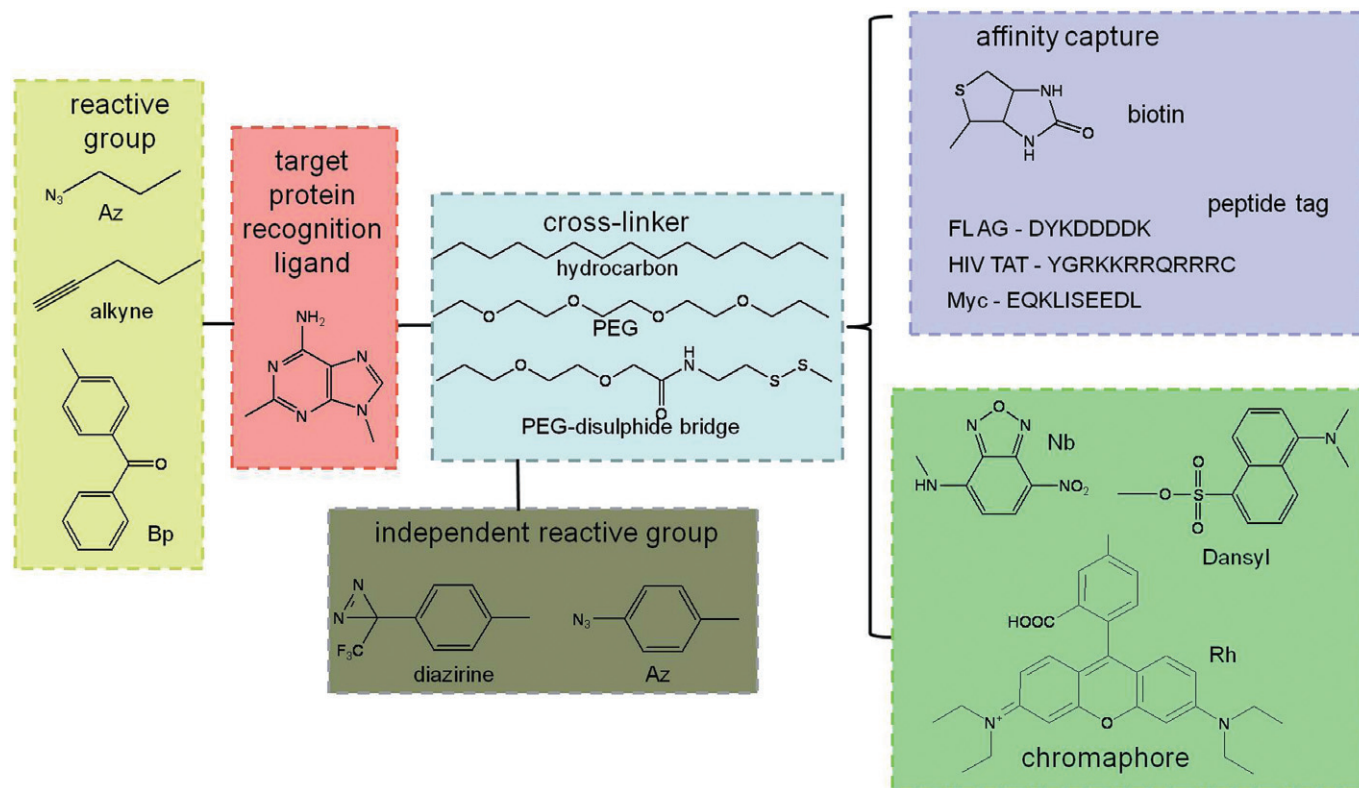 reactive
group
N3
Az
alkyne
O
Bp
target
protein
recognition
ligand
NH2
N
N
N
N
cross-linker
hydrocarbon
O
O
O
O
PEG
O
O
O
H
N
S
S
PEG-disulphide bridge
independent reactive group
N
N
F3C
diazirine
N3
Az
affinity capture
S
NH
N
H
O
biotin
peptide tag
FLAG - DYKDDDDK
HIV TAT - YGRKKRRQRRRC
Myc - EQKLISEEDL
O
N
N
Nb
HN
NO2
N
O
O
S
O
Dansyl
HOOC
Rh
N+
O
N
chromaphore